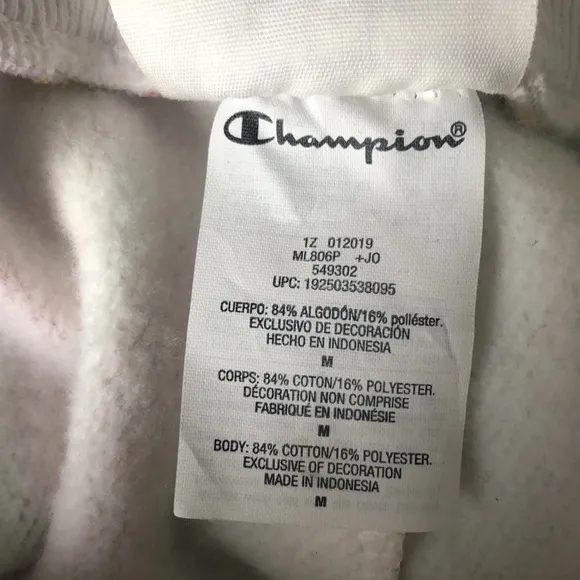 Champion®
1Z 012019
ML806P +JO
549302
UPC: 192503538095
CUERPO: 84% ALGODÓN/16% poliéster.
EXCLUSIVO DE DECORACIÓN
HECHO EN INDONESIA
M
CORPS: 84% COTON/16% POLYESTER.
DÉCORATION NON COMPRISE
FABRIQUÉ EN INDONÉSIE
M
BODY: 84% COTTON/16% POLYESTER.
EXCLUSIVE OF DECORATION
MADE IN INDONESIA
M